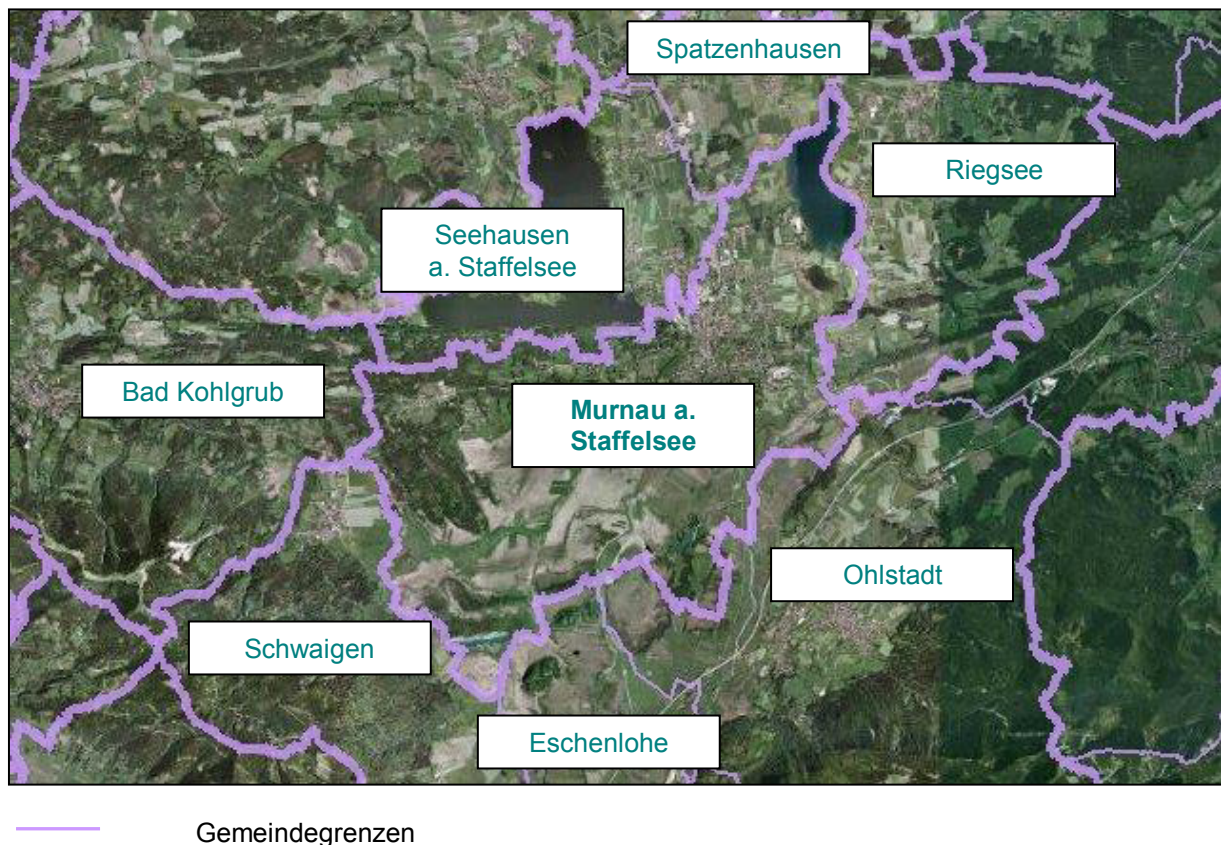 Spatzenhausen
Riegsee
Seehausen
a. Staffelsee
Bad Kohlgrub
Murnau a.
Staffelsee
Ohlstadt
Schwaigen
Eschenlohe
Gemeindegrenzen